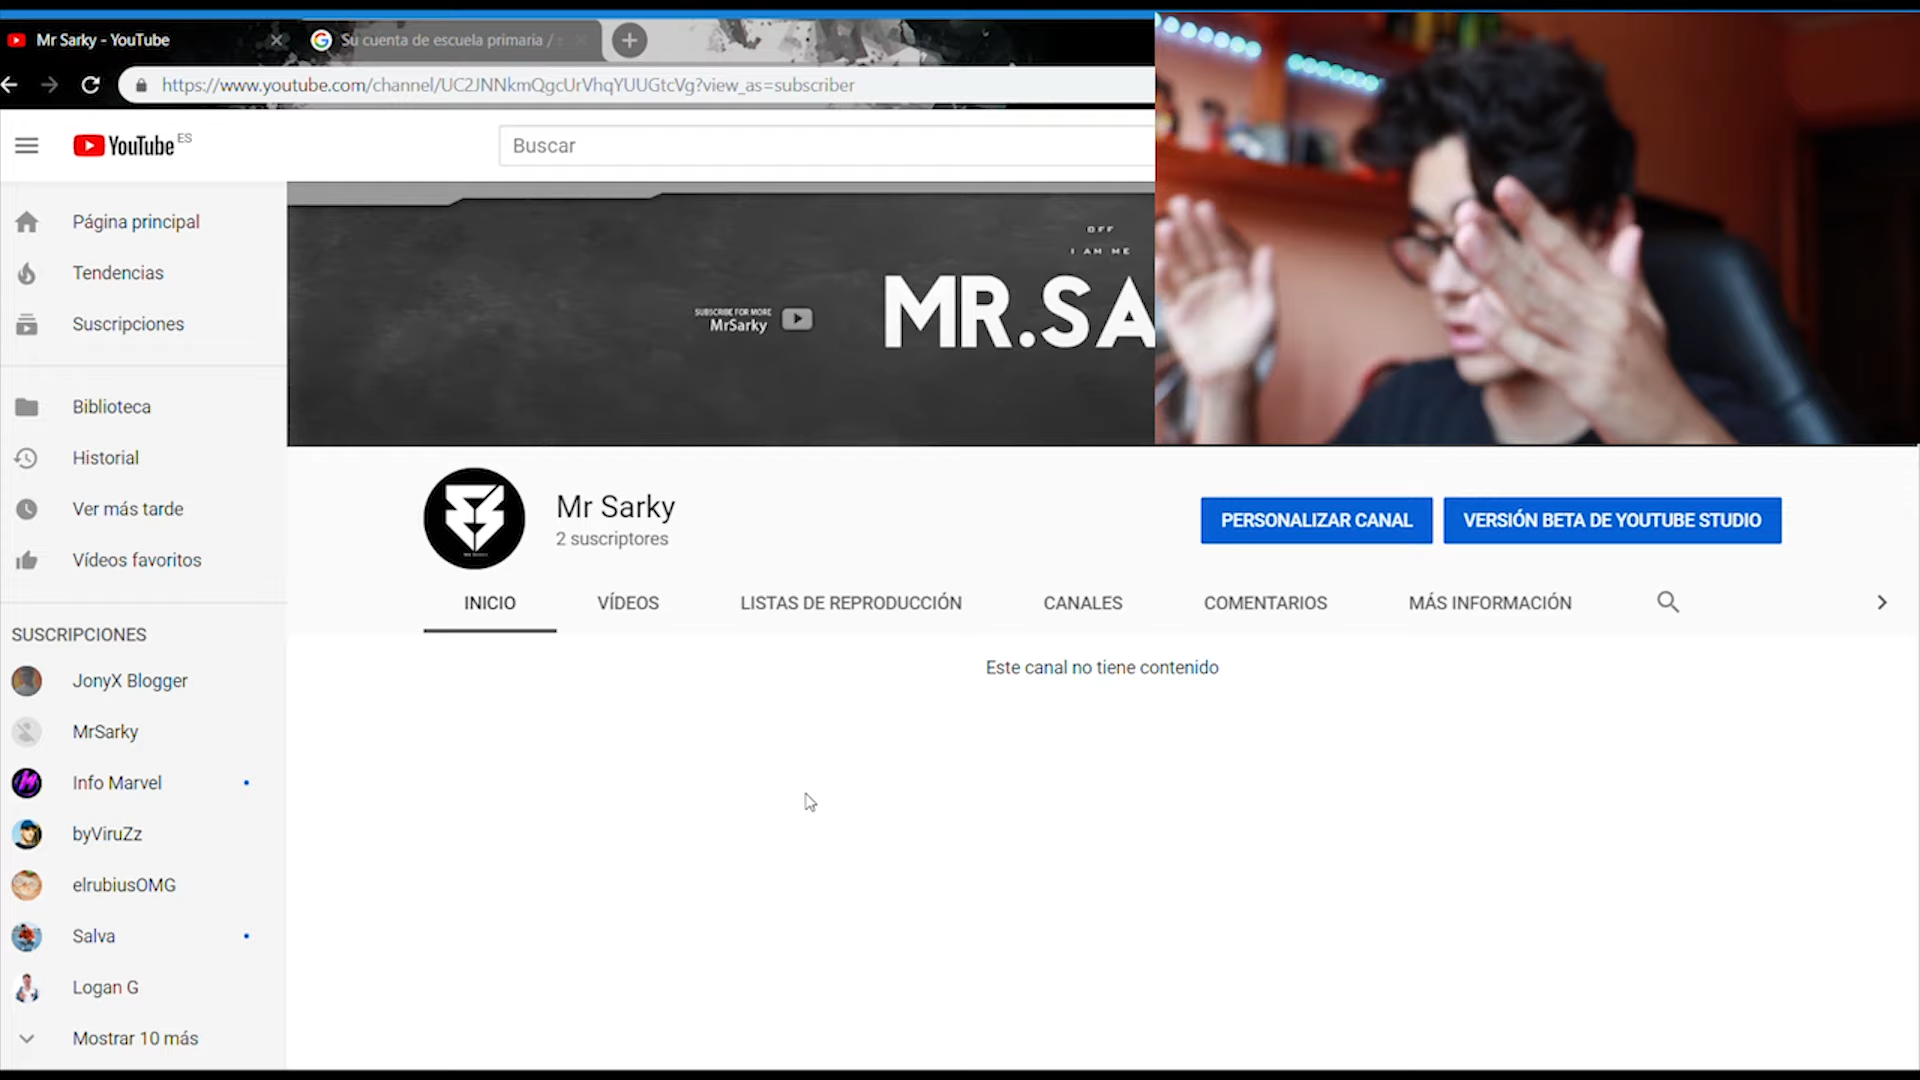 Mr Sarky - YouTube
Su cuenta de escuela primaria /
https://www.youtube.com/channel/UC2JNNkmQgcUrVhqYUUGtcVg?view_as=subscriber
YouTube ES
Buscar
Página principal
Tendencias
Suscripciones
Biblioteca
Historial
Ver más tarde
Vídeos favoritos
SUSCRIPCIONES
JonyX Blogger
MrSarky
Info Marvel
byViruZz
elrubiusOMG
Salva
Logan G
Mostrar 10 más
OFF
I AM ME
SUBSCRIBE FOR MORE
MrSarky
MR.SA
Mr Sarky
2 suscriptores
PERSONALIZAR CANAL
VERSIÓN BETA DE YOUTUBE STUDIO
INICIO
VÍDEOS
LISTAS DE REPRODUCCIÓN
CANALES
COMENTARIOS
MÁS INFORMACIÓN
Este canal no tiene contenido